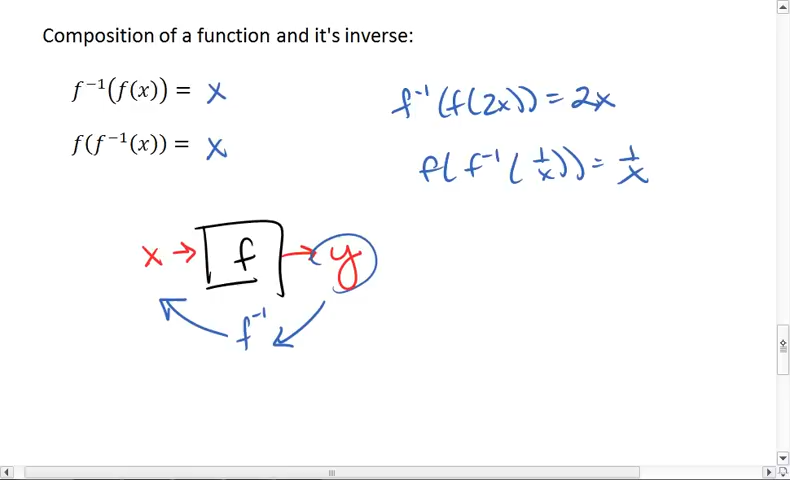 Composition of a function and it's inverse:
f⁻¹(f(x)) = x
f⁻¹(f(2x)) = 2x
f(f⁻¹(x)) = x
f(f⁻¹(1/x)) = 1/x
x → f → y
f⁻¹